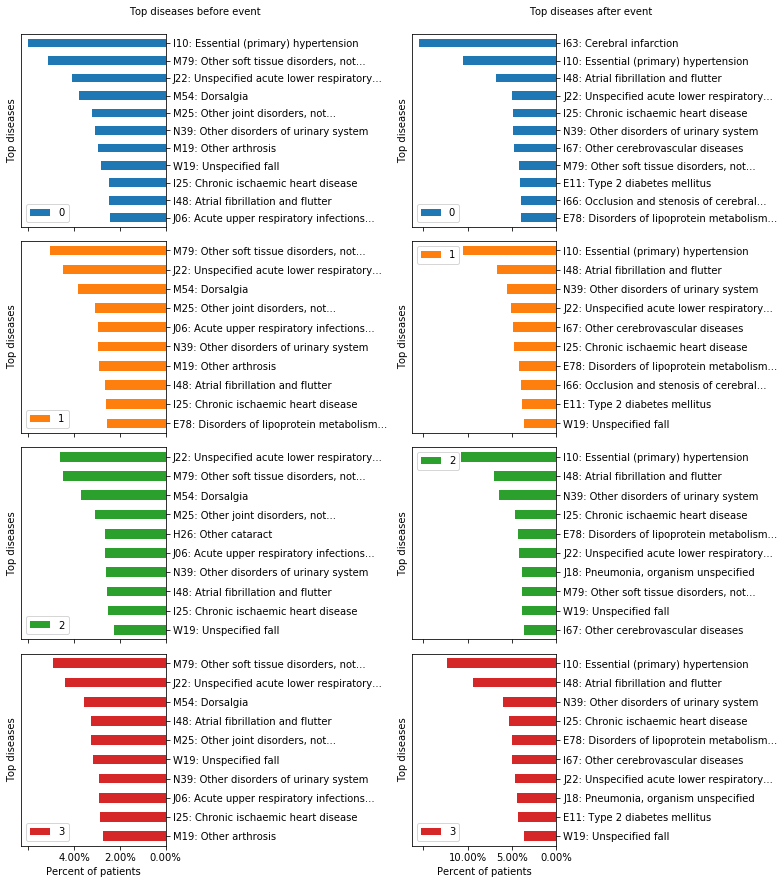 Top diseases before event
Top diseases
I10: Essential (primary) hypertension
M79: Other soft tissue disorders, not...
J22: Unspecified acute lower respiratory...
M54: Dorsalgia
M25: Other joint disorders, not...
N39: Other disorders of urinary system
M19: Other arthrosis
W19: Unspecified fall
I25: Chronic ischaemic heart disease
I48: Atrial fibrillation and flutter
J06: Acute upper respiratory infections...
0
Top diseases after event
Top diseases
I63: Cerebral infarction
I10: Essential (primary) hypertension
I48: Atrial fibrillation and flutter
J22: Unspecified acute lower respiratory...
I25: Chronic ischaemic heart disease
N39: Other disorders of urinary system
I67: Other cerebrovascular diseases
M79: Other soft tissue disorders, not...
E11: Type 2 diabetes mellitus
I66: Occlusion and stenosis of cerebral...
E78: Disorders of lipoprotein metabolism...
0
Top diseases
M79: Other soft tissue disorders, not...
J22: Unspecified acute lower respiratory...
M54: Dorsalgia
M25: Other joint disorders, not...
J06: Acute upper respiratory infections...
N39: Other disorders of urinary system
M19: Other arthrosis
I48: Atrial fibrillation and flutter
I25: Chronic ischaemic heart disease
E78: Disorders of lipoprotein metabolism...
1
Top diseases
1
I10: Essential (primary) hypertension
I48: Atrial fibrillation and flutter
N39: Other disorders of urinary system
J22: Unspecified acute lower respiratory...
I67: Other cerebrovascular diseases
I25: Chronic ischaemic heart disease
E78: Disorders of lipoprotein metabolism...
I66: Occlusion and stenosis of cerebral...
E11: Type 2 diabetes mellitus
W19: Unspecified fall
Top diseases
J22: Unspecified acute lower respiratory...
M79: Other soft tissue disorders, not...
M54: Dorsalgia
M25: Other joint disorders, not...
H26: Other cataract
J06: Acute upper respiratory infections...
N39: Other disorders of urinary system
I48: Atrial fibrillation and flutter
I25: Chronic ischaemic heart disease
W19: Unspecified fall
2
Top diseases
2
I10: Essential (primary) hypertension
I48: Atrial fibrillation and flutter
N39: Other disorders of urinary system
I25: Chronic ischaemic heart disease
E78: Disorders of lipoprotein metabolism...
J22: Unspecified acute lower respiratory...
J18: Pneumonia, organism unspecified
M79: Other soft tissue disorders, not...
W19: Unspecified fall
I67: Other cerebrovascular diseases
Top diseases
M79: Other soft tissue disorders, not...
J22: Unspecified acute lower respiratory...
M54: Dorsalgia
I48: Atrial fibrillation and flutter
M25: Other joint disorders, not...
W19: Unspecified fall
N39: Other disorders of urinary system
J06: Acute upper respiratory infections...
I25: Chronic ischaemic heart disease
M19: Other arthrosis
3
4.00% 2.00% 0.00%
Percent of patients
Top diseases
I10: Essential (primary) hypertension
I48: Atrial fibrillation and flutter
N39: Other disorders of urinary system
I25: Chronic ischaemic heart disease
E78: Disorders of lipoprotein metabolism...
I67: Other cerebrovascular diseases
J22: Unspecified acute lower respiratory...
J18: Pneumonia, organism unspecified
E11: Type 2 diabetes mellitus
W19: Unspecified fall
3
10.00% 5.00% 0.00%
Percent of patients